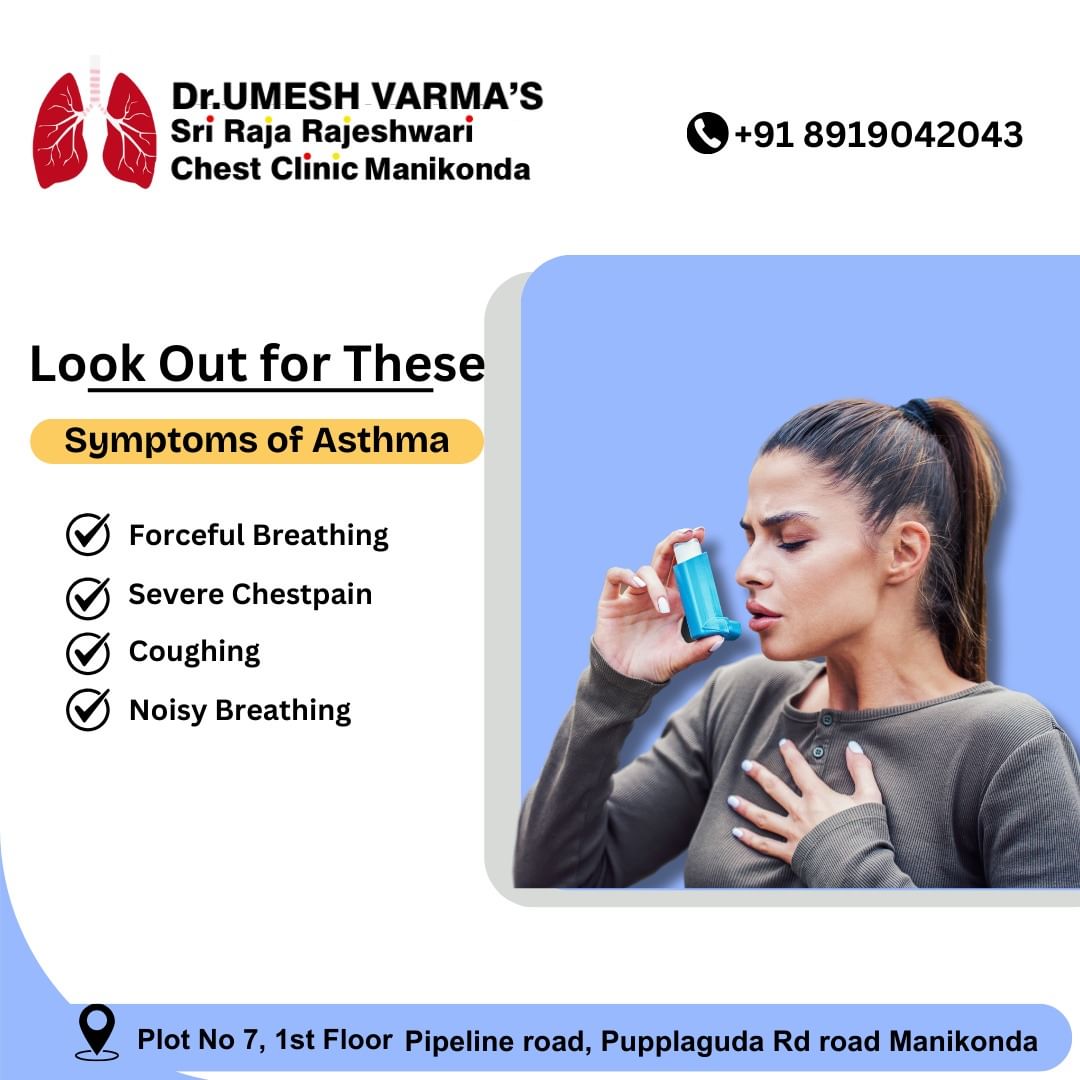 Dr.UMESH VARMA'S
Sri Raja Rajeshwari
Chest Clinic Manikonda
+91 8919042043
Look Out for These
Symptoms of Asthma
Forceful Breathing
Severe Chestpain
Coughing
Noisy Breathing
Plot No 7, 1st Floor Pipeline road, Pupplaguda Rd road Manikonda